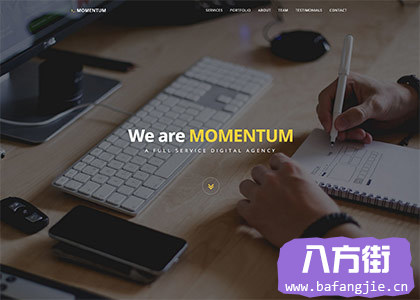 MOMENTUM
SERVICES PORTFOLIO ABOUT TEAM TESTIMONIALS CONTACT
We are MOMENTUM
A FULL SERVICE DIGITAL AGENCY
八方街
www.bafangjie.cn